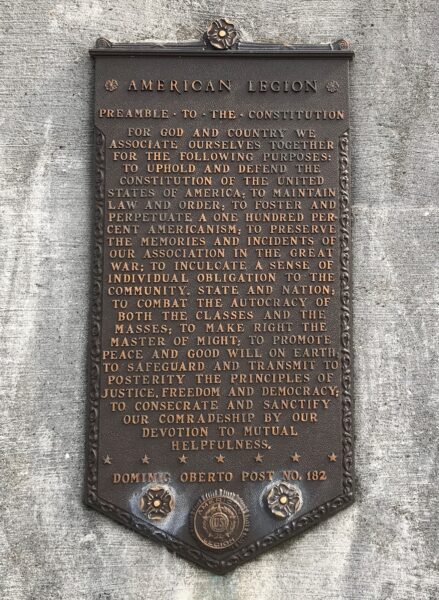 AMERICAN LEGION
PREAMBLE · TO · THE · CONSTITUTION
FOR GOD AND COUNTRY WE
ASSOCIATE OURSELVES TOGETHER
FOR THE FOLLOWING PURPOSES:
TO UPHOLD AND DEFEND THE
CONSTITUTION OF THE UNITED
STATES OF AMERICA; TO MAINTAIN
LAW AND ORDER; TO FOSTER AND
PERPETUATE A ONE HUNDRED PER-
CENT AMERICANISM; TO PRESERVE
THE MEMORIES AND INCIDENTS OF
OUR ASSOCIATION IN THE GREAT
WAR; TO INCULCATE A SENSE OF
INDIVIDUAL OBLIGATION TO THE
COMMUNITY, STATE AND NATION;
TO COMBAT THE AUTOCRACY OF
BOTH THE CLASSES AND THE
MASSES; TO MAKE RIGHT THE
MASTER OF MIGHT; TO PROMOTE
PEACE AND GOOD WILL ON EARTH;
TO SAFEGUARD AND TRANSMIT TO
POSTERITY THE PRINCIPLES OF
JUSTICE, FREEDOM AND DEMOCRACY;
TO CONSECRATE AND SANCTIFY
OUR COMRADESHIP BY OUR
DEVOTION TO MUTUAL
HELPFULNESS.
DOMINIC OBERTO POST NO. 182
AMERICAN
US
LEGION